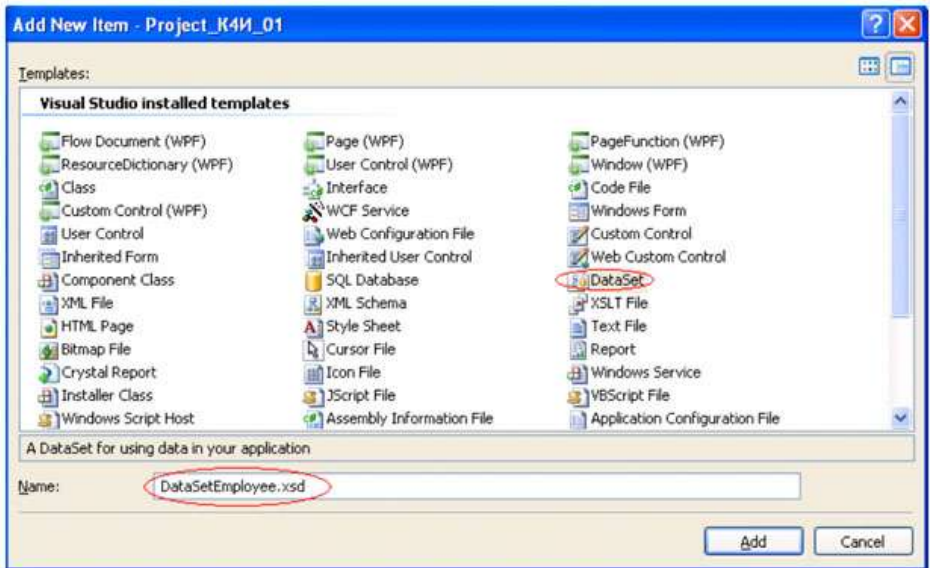 Add New Item - Project_К4И_01
Templates:
Visual Studio installed templates
Flow Document (WPF) Page (WPF) PageFunction (WPF)
ResourceDictionary (WPF) User Control (WPF) Window (WPF)
Class Interface Code File
Custom Control (WPF) WCF Service Windows Form
User Control Web Configuration File Custom Control
Inherited Form Inherited User Control Web Custom Control
Component Class SQL Database DataSet
XML File XML Schema XSLT File
HTML Page Style Sheet Text File
Bitmap File Cursor File Report
Crystal Report Icon File Windows Service
Installer Class JScript File VBScript File
Windows Script Host Assembly Information File Application Configuration File
A DataSet for using data in your application
Name: DataSetEmployee.xsd
Add Cancel